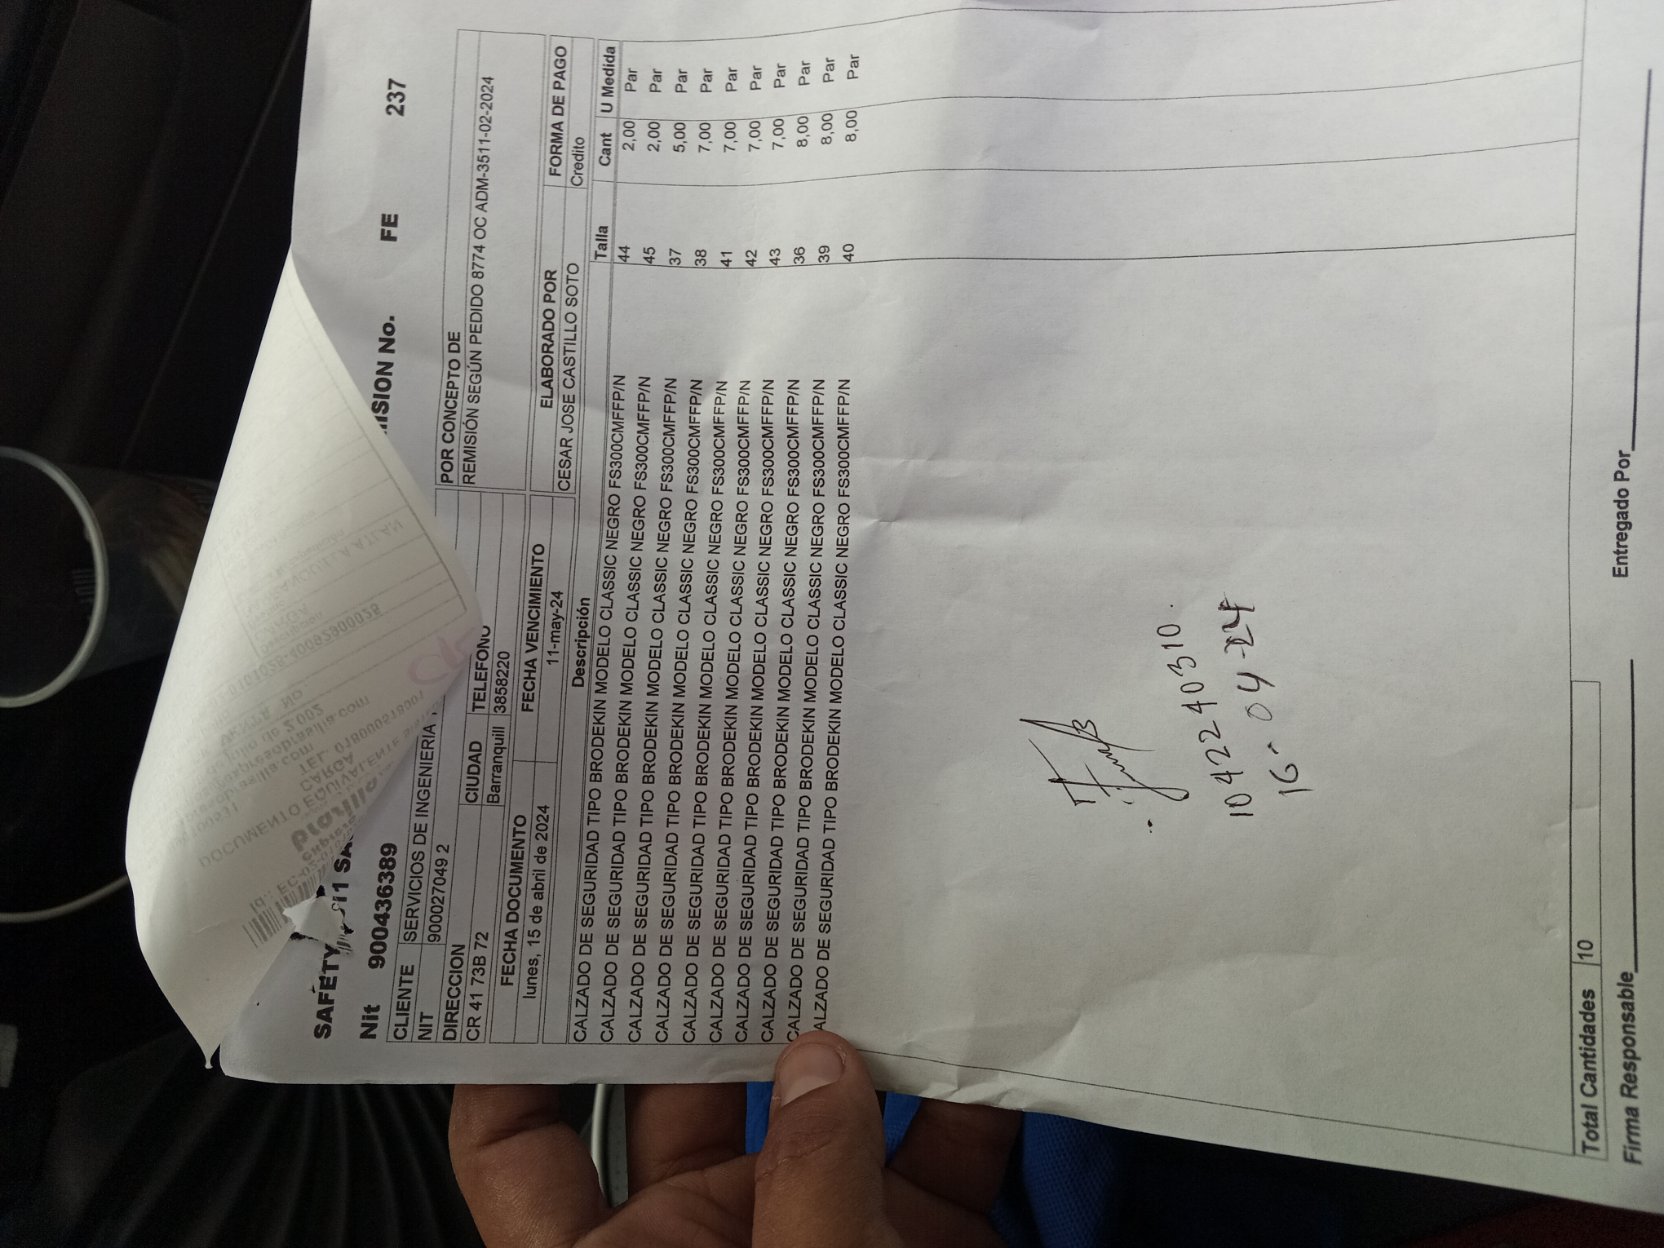 SAFETY SA
Nit 900436389
ISION No. FE 237
CLIENTE SERVICIOS DE INGENIERIA
NIT 900027049 2
POR CONCEPTO DE
REMISIÓN SEGÚN PEDIDO 8774 OC ADM-3511-02-2024
DIRECCION CIUDAD TELEFONO
CR 41 73B 72 Barranquill 3858220
FECHA DOCUMENTO FECHA VENCIMIENTO ELABORADO POR FORMA DE PAGO
lunes, 15 de abril de 2024 11-may-24 CESAR JOSE CASTILLO SOTO Credito
Descripción Talla Cant U Medida
CALZADO DE SEGURIDAD TIPO BRODEKIN MODELO CLASSIC NEGRO FS300CMFFP/N 44 2,00 Par
CALZADO DE SEGURIDAD TIPO BRODEKIN MODELO CLASSIC NEGRO FS300CMFFP/N 45 2,00 Par
CALZADO DE SEGURIDAD TIPO BRODEKIN MODELO CLASSIC NEGRO FS300CMFFP/N 37 5,00 Par
CALZADO DE SEGURIDAD TIPO BRODEKIN MODELO CLASSIC NEGRO FS300CMFFP/N 38 7,00 Par
CALZADO DE SEGURIDAD TIPO BRODEKIN MODELO CLASSIC NEGRO FS300CMFFP/N 41 7,00 Par
CALZADO DE SEGURIDAD TIPO BRODEKIN MODELO CLASSIC NEGRO FS300CMFFP/N 42 7,00 Par
CALZADO DE SEGURIDAD TIPO BRODEKIN MODELO CLASSIC NEGRO FS300CMFFP/N 43 7,00 Par
CALZADO DE SEGURIDAD TIPO BRODEKIN MODELO CLASSIC NEGRO FS300CMFFP/N 36 8,00 Par
CALZADO DE SEGURIDAD TIPO BRODEKIN MODELO CLASSIC NEGRO FS300CMFFP/N 39 8,00 Par
ALZADO DE SEGURIDAD TIPO BRODEKIN MODELO CLASSIC NEGRO FS300CMFFP/N 40 8,00 Par
1042240310.
16-04-24
Total Cantidades 10
Firma Responsable Entregado Por